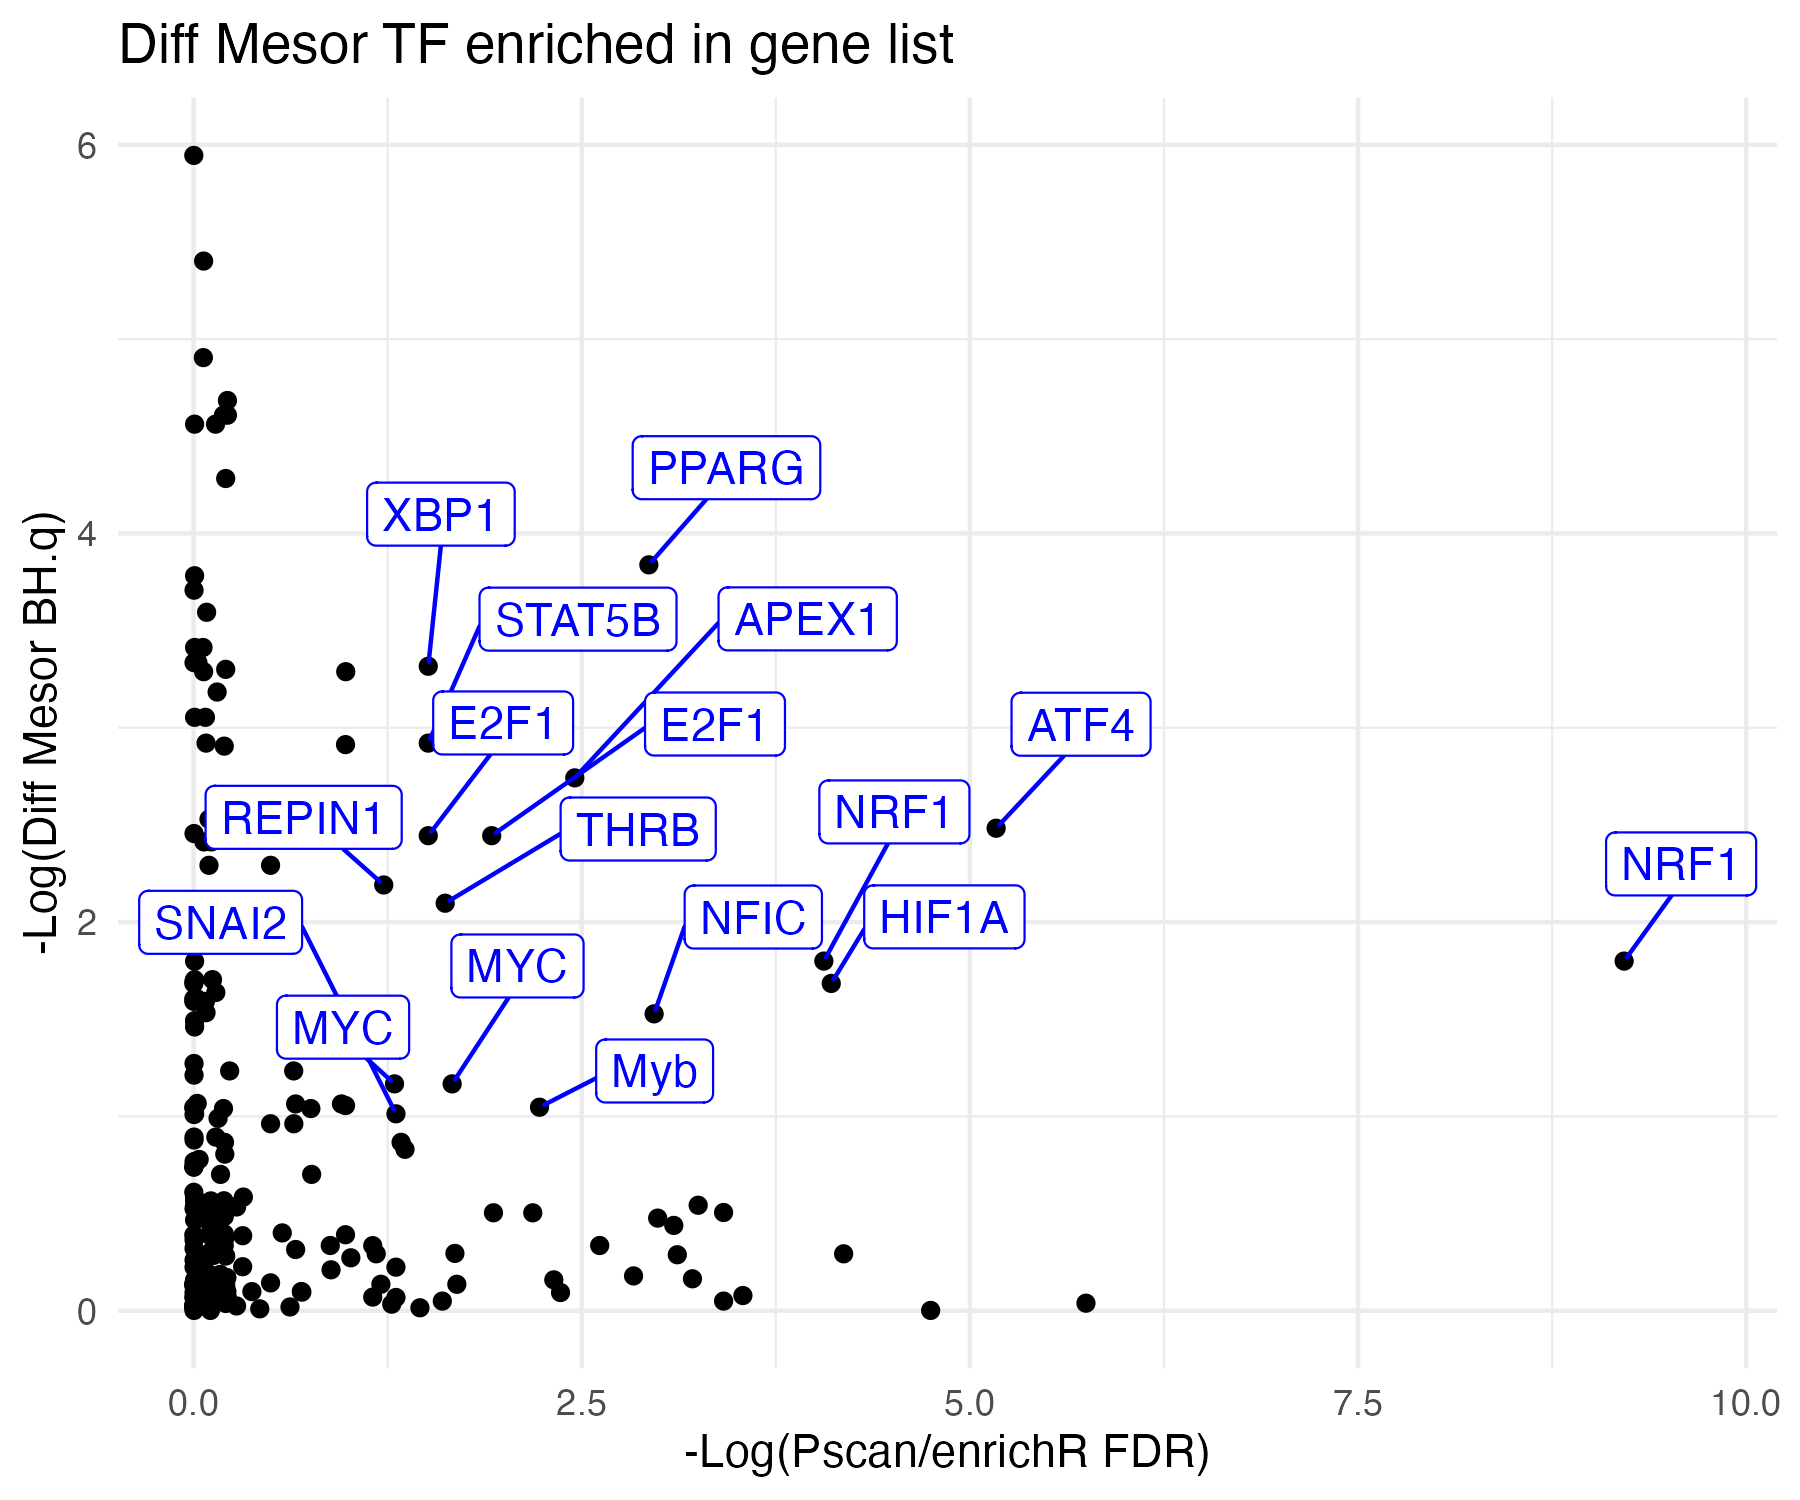 Diff Mesor TF enriched in gene list
-Log(Diff Mesor BH.q)
6
4
2
0
PPARG
XBP1
STAT5B
APEX1
E2F1
E2F1
ATF4
REPIN1
THRB
NRF1
NRF1
SNAI2
NFIC
HIF1A
MYC
MYC
Myb
0.0
2.5
5.0
7.5
10.0
-Log(Pscan/enrichR FDR)